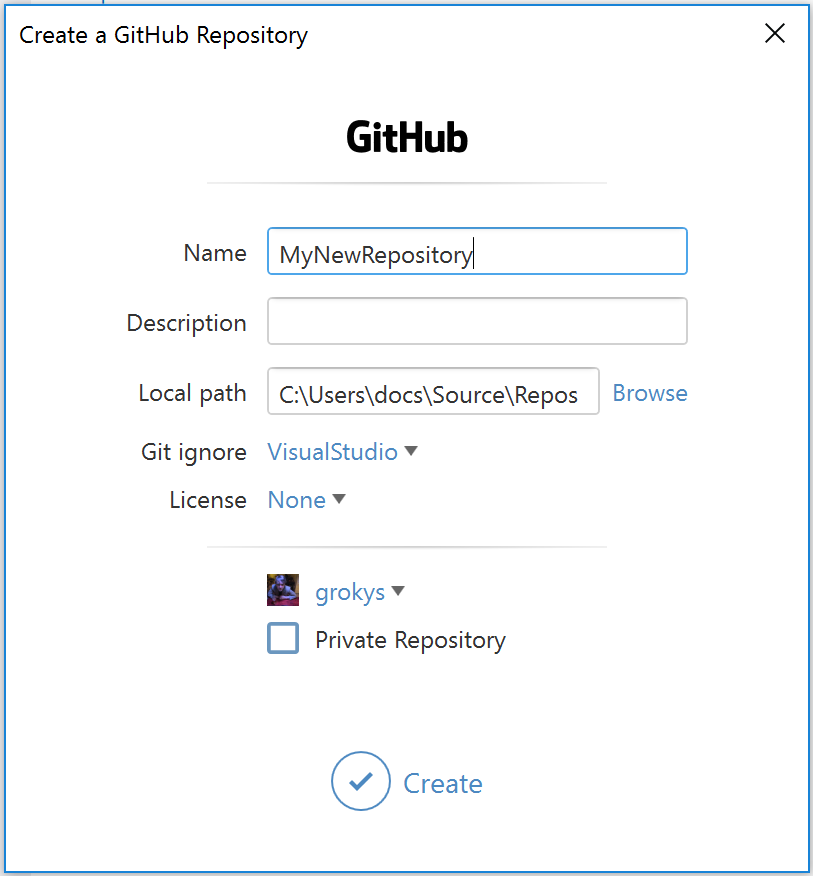 Create a GitHub Repository
GitHub
Name MyNewRepository
Description
Local path C:\Users\docs\Source\Repos Browse
Git ignore VisualStudio
License None
grokys
Private Repository
Create